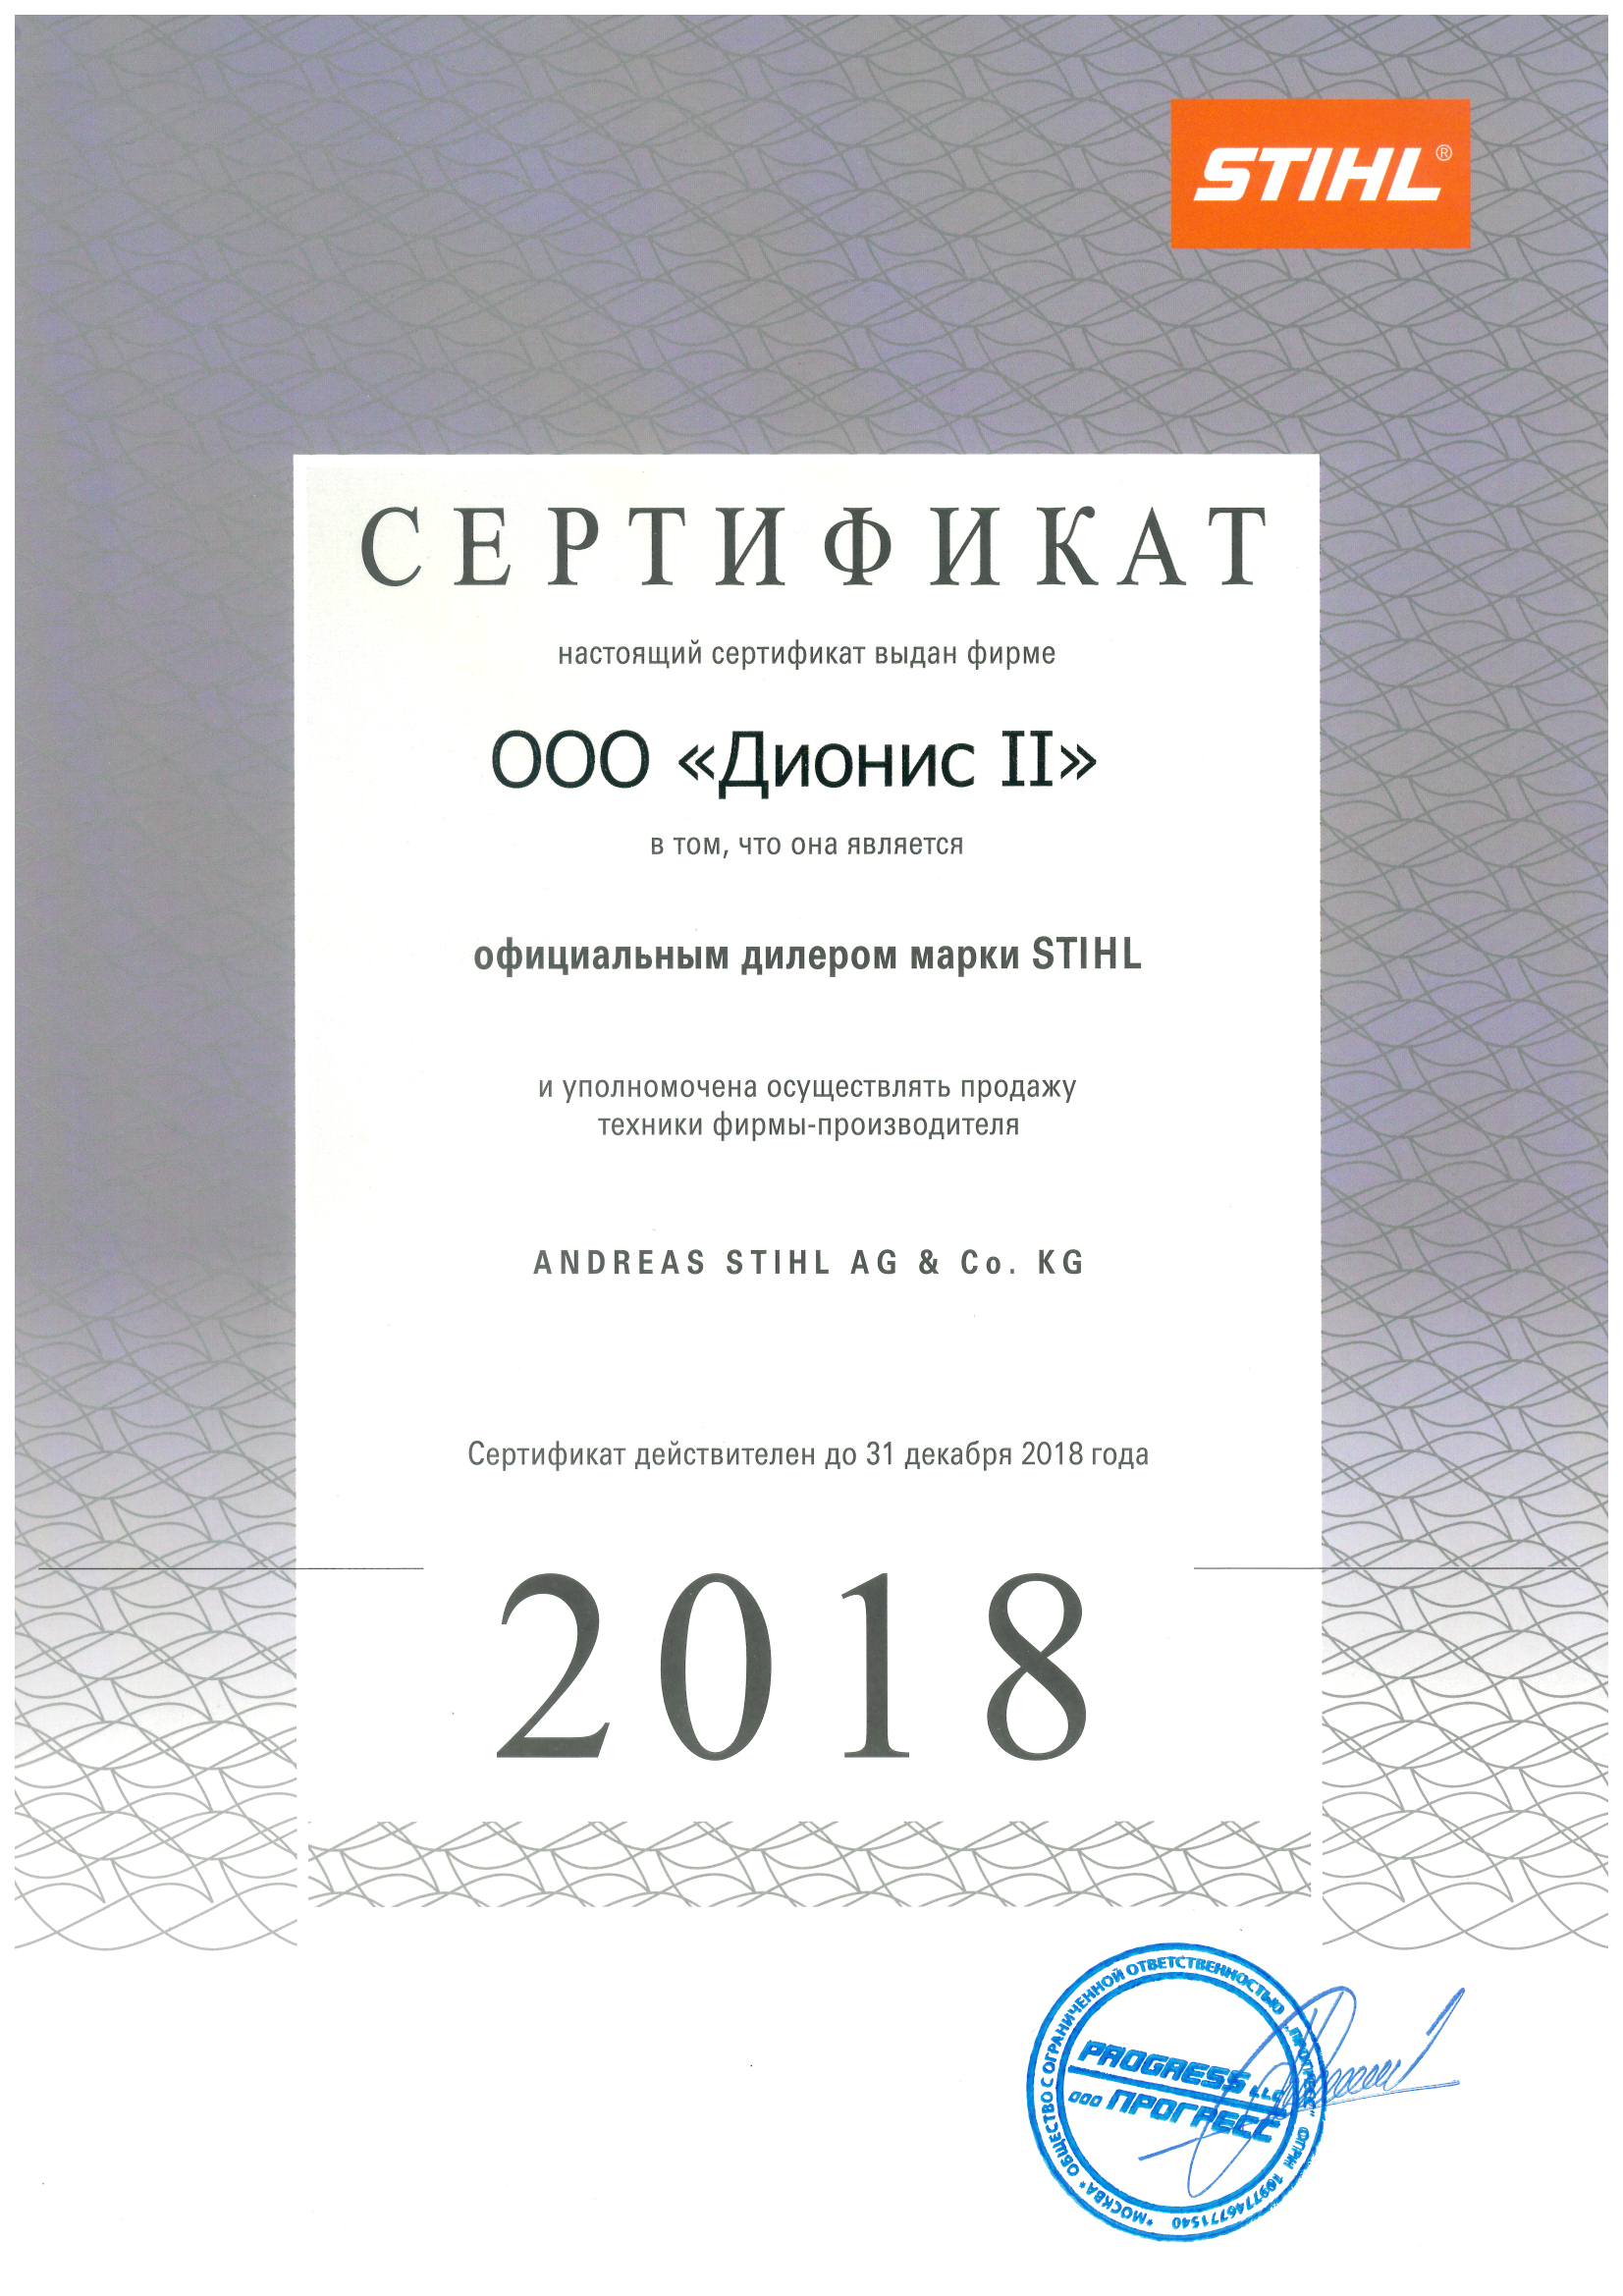 STIHL®
СЕРТИФИКАТ
настоящий сертификат выдан фирме
ООО «Дионис II»
в том, что она является
официальным дилером марки STIHL
и уполномочена осуществлять продажу
техники фирмы-производителя
ANDREAS STIHL AG & Co. KG
Сертификат действителен до 31 декабря 2018 года
2018
*МОСКВА* ОБЩЕСТВО С ОГРАНИЧЕННОЙ ОТВЕТСТВЕННОСТЬЮ „ПРОГРЕСС“ ОГРН 1097746771540
PROGRESS LLC
ООО ПРОГРЕСС